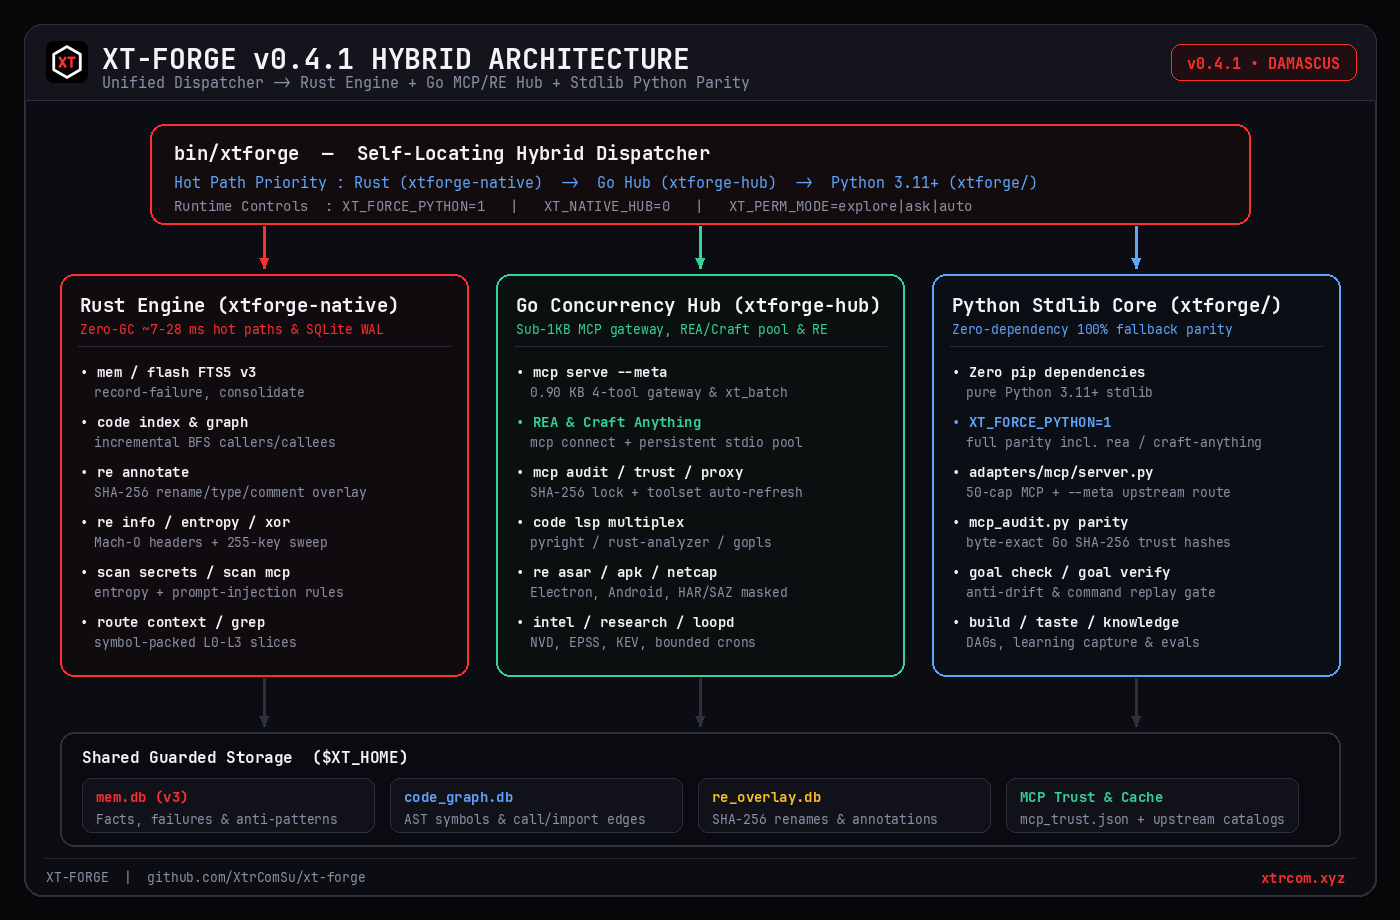 XT
XT-FORGE v0.4.1 HYBRID ARCHITECTURE
Unified Dispatcher —> Rust Engine + Go MCP/RE Hub + Stdlib Python Parity
v0.4.1 • DAMASCUS
bin/xtforge — Self-Locating Hybrid Dispatcher
Hot Path Priority : Rust (xtforge-native) —> Go Hub (xtforge-hub) —> Python 3.11+ (xtforge/)
Runtime Controls : XT_FORCE_PYTHON=1 | XT_NATIVE_HUB=0 | XT_PERM_MODE=explore|ask|auto
Rust Engine (xtforge-native)
Zero-GC ~7-28 ms hot paths & SQLite WAL
• mem / flash FTS5 v3
record-failure, consolidate
• code index & graph
incremental BFS callers/callees
• re annotate
SHA-256 rename/type/comment overlay
• re info / entropy / xor
Mach-O headers + 255-key sweep
• scan secrets / scan mcp
entropy + prompt-injection rules
• route context / grep
symbol-packed L0-L3 slices
Go Concurrency Hub (xtforge-hub)
Sub-1KB MCP gateway, REA/Craft pool & RE
• mcp serve --meta
0.90 KB 4-tool gateway & xt_batch
• REA & Craft Anything
mcp connect + persistent stdio pool
• mcp audit / trust / proxy
SHA-256 lock + toolset auto-refresh
• code lsp multiplex
pyright / rust-analyzer / gopls
• re asar / apk / netcap
Electron, Android, HAR/SAZ masked
• intel / research / loopd
NVD, EPSS, KEV, bounded crons
Python Stdlib Core (xtforge/)
Zero-dependency 100% fallback parity
• Zero pip dependencies
pure Python 3.11+ stdlib
• XT_FORCE_PYTHON=1
full parity incl. rea / craft-anything
• adapters/mcp/server.py
50-cap MCP + --meta upstream route
• mcp_audit.py parity
byte-exact Go SHA-256 trust hashes
• goal check / goal verify
anti-drift & command replay gate
• build / taste / knowledge
DAGs, learning capture & evals
Shared Guarded Storage ($XT_HOME)
mem.db (v3)
Facts, failures & anti-patterns
code_graph.db
AST symbols & call/import edges
re_overlay.db
SHA-256 renames & annotations
MCP Trust & Cache
mcp_trust.json + upstream catalogs
XT-FORGE | github.com/XtrComSu/xt-forge
xtrcom.xyz